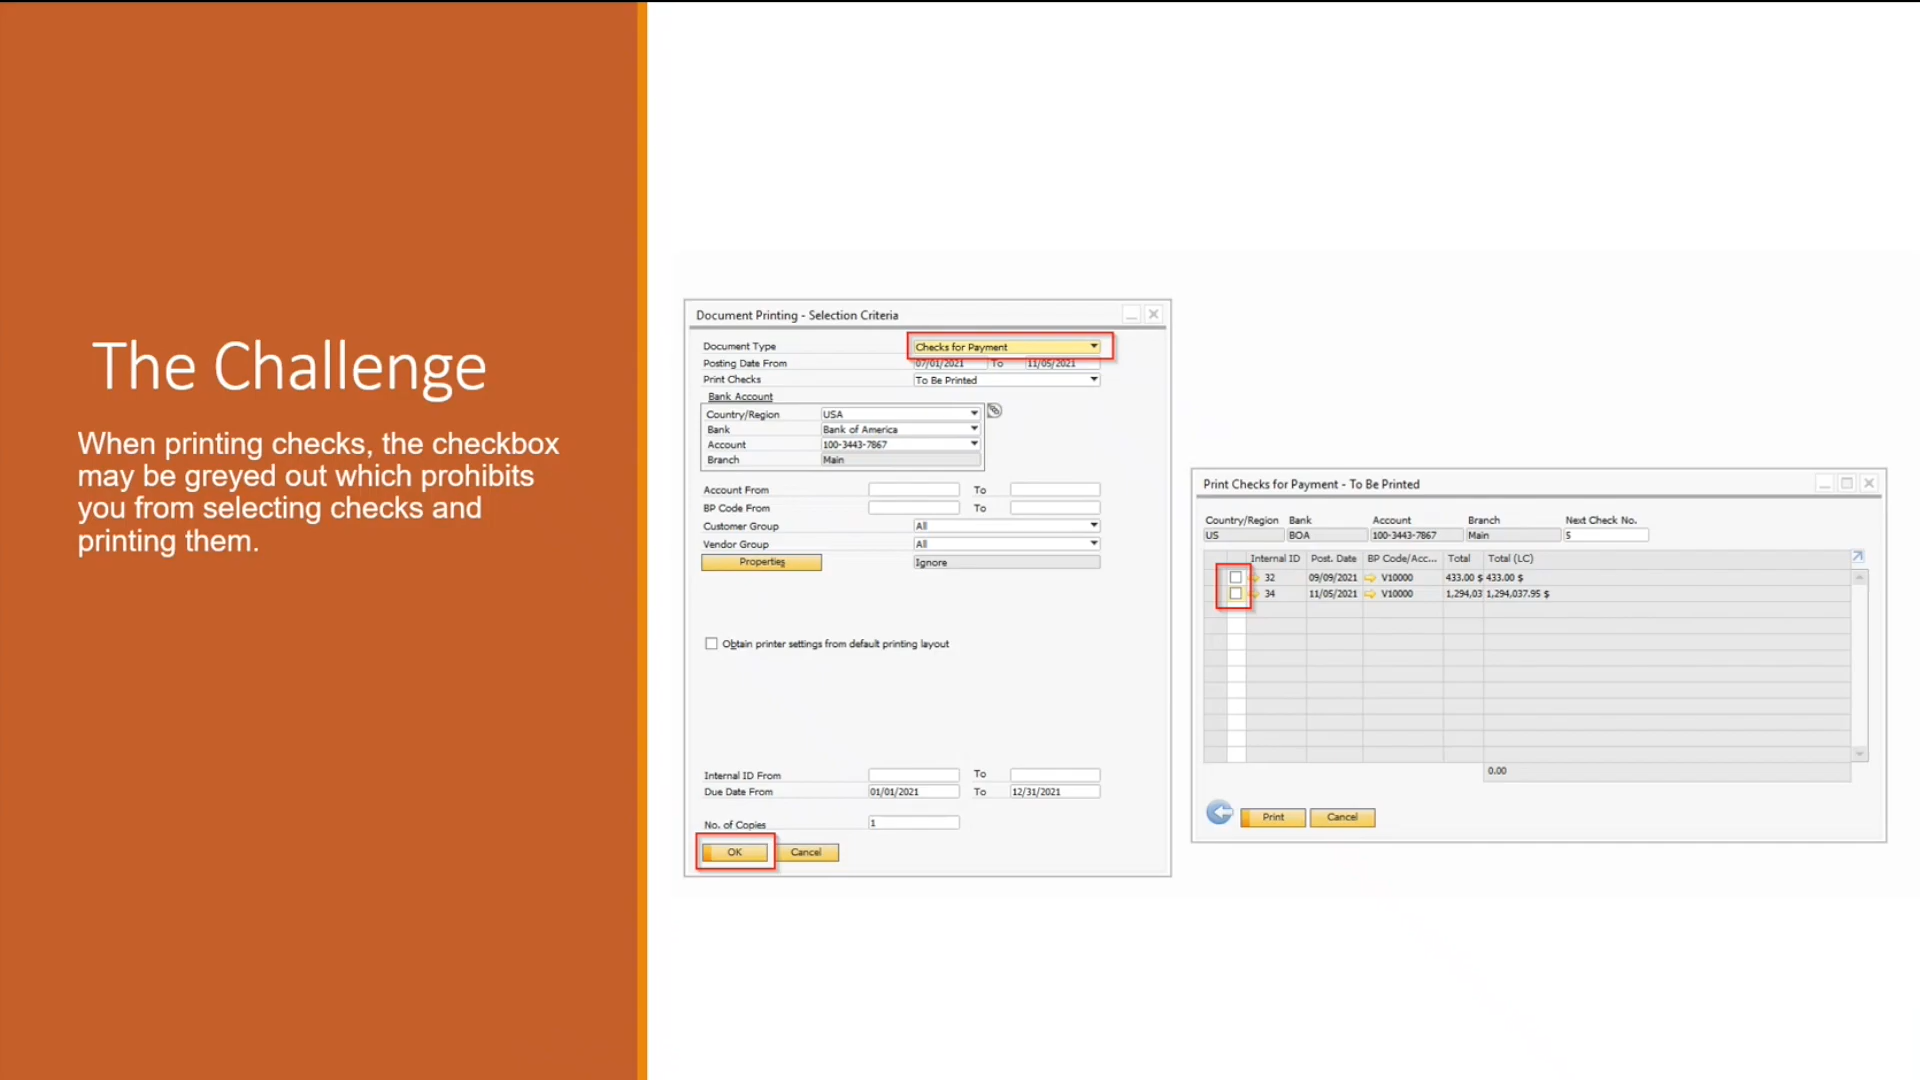 The Challenge
When printing checks, the checkbox
may be greyed out which prohibits
you from selecting checks and
printing them.
Document Printing - Selection Criteria
Document Type Checks for Payment
Posting Date From 07/01/2021 To 11/05/2021
Print Checks To Be Printed
Bank Account
Country/Region USA
Bank Bank of America
Account 100-3443-7867
Branch Main
Account From To
BP Code From To
Customer Group All
Vendor Group All
Properties Ignore
Obtain printer settings from default printing layout
Internal ID From To
Due Date From 01/01/2021 To 12/31/2021
No. of Copies 1
OK Cancel
Print Checks for Payment - To Be Printed
Country/Region Bank Account Branch Next Check No.
US BOA 100-3443-7867 Main 5
Internal ID Post. Date BP Code/Acc... Total Total (LC)
32 09/09/2021 V10000 433.00 $ 433.00 $
34 11/05/2021 V10000 1,294,03 1,294,037.95 $
0.00
Print Cancel